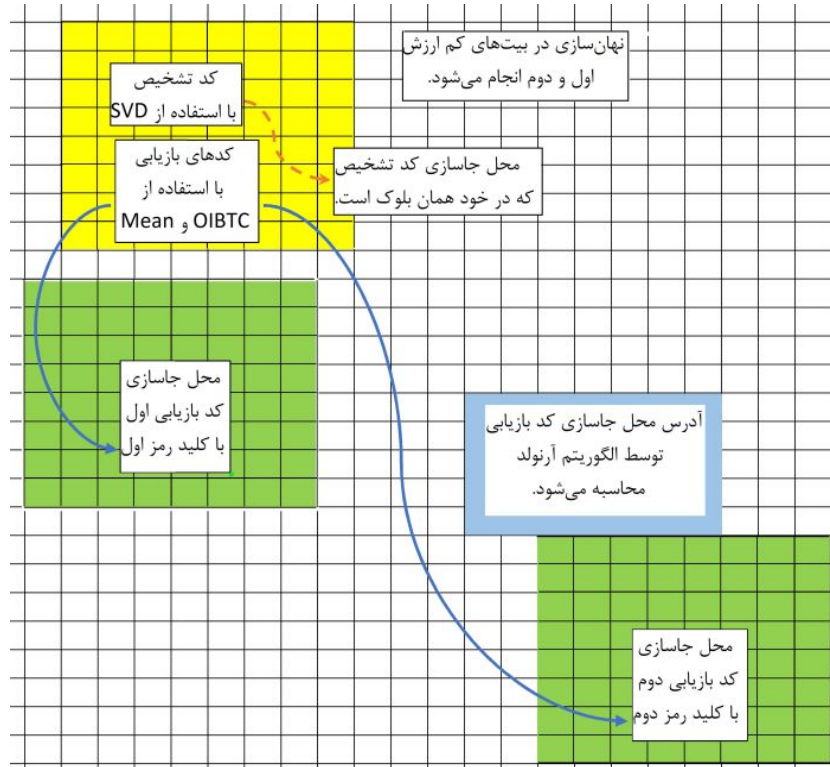 نهان‌سازی در بیت‌های کم ارزش
اول و دوم انجام می‌شود.
کد تشخیص
با استفاده از SVD
کدهای بازیابی
با استفاده از
OIBTC و Mean
محل جاسازی کد تشخیص
که در خود همان بلوک است.
محل جاسازی
کد بازیابی اول
با کلید رمز اول
آدرس محل جاسازی کد بازیابی
توسط الگوریتم آرنولد
محاسبه می‌شود.
محل جاسازی
کد بازیابی دوم
با کلید رمز دوم